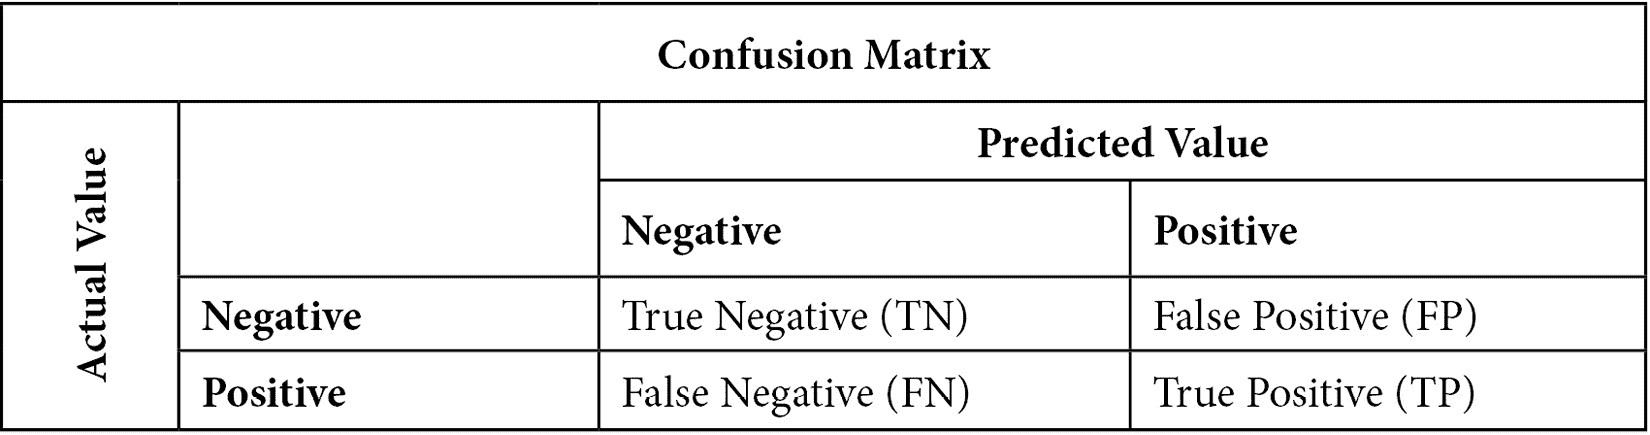 Confusion Matrix
Actual Value
Predicted Value
Negative
Positive
Negative
True Negative (TN)
False Positive (FP)
Positive
False Negative (FN)
True Positive (TP)